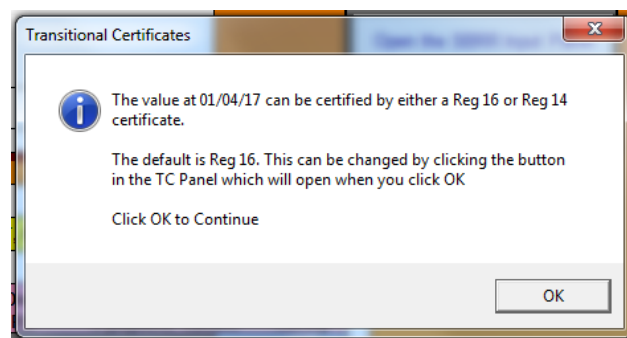 Transitional Certificates
The value at 01/04/17 can be certified by either a Reg 16 or Reg 14
certificate.
The default is Reg 16. This can be changed by clicking the button
in the TC Panel which will open when you click OK
Click OK to Continue
OK